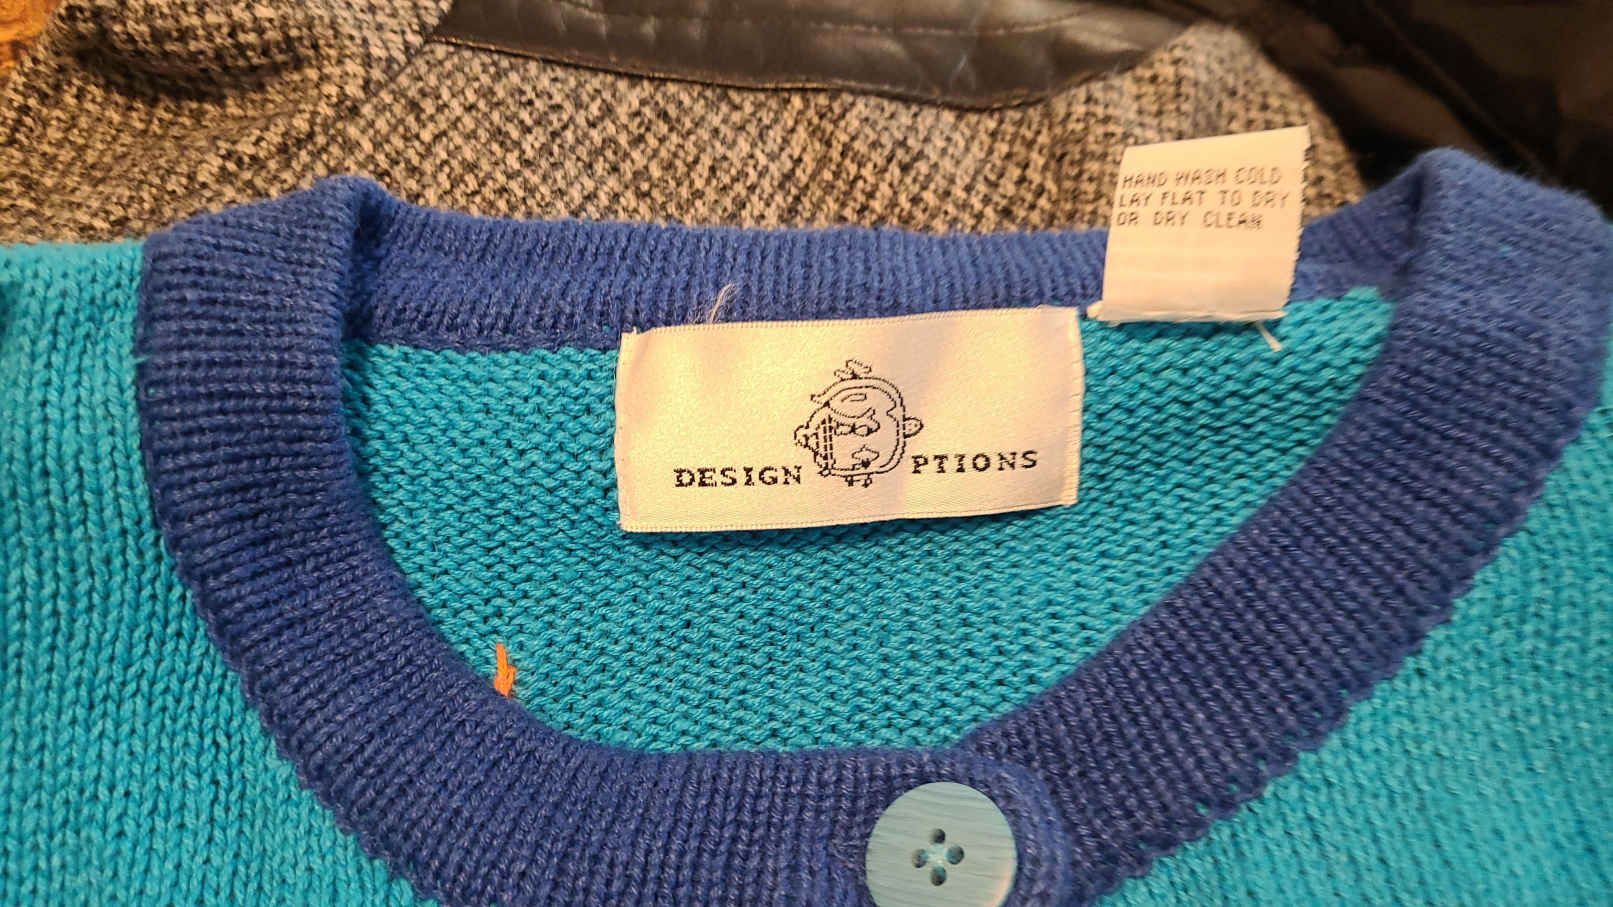 HAND WASH COLD
LAY FLAT TO DRY
OR DRY CLEAN
DESIGN PTIONS